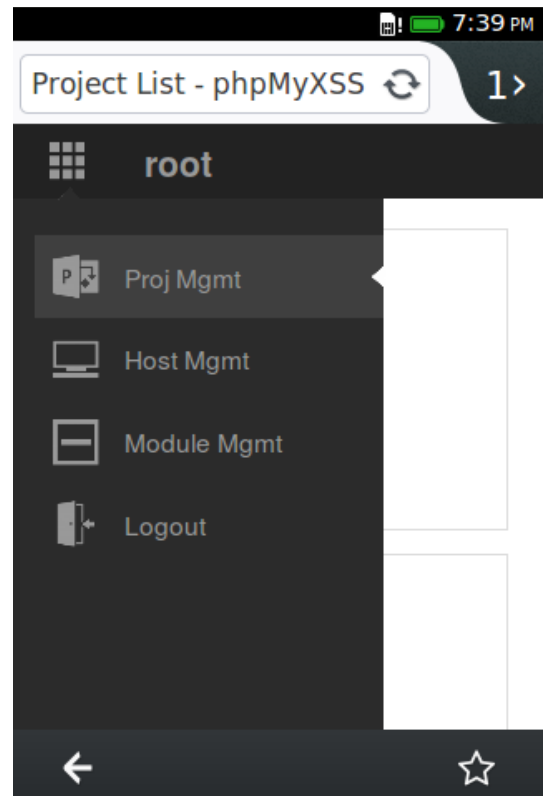 7:39 PM
Project List - phpMyXSS
1›
root
Proj Mgmt
Host Mgmt
Module Mgmt
Logout